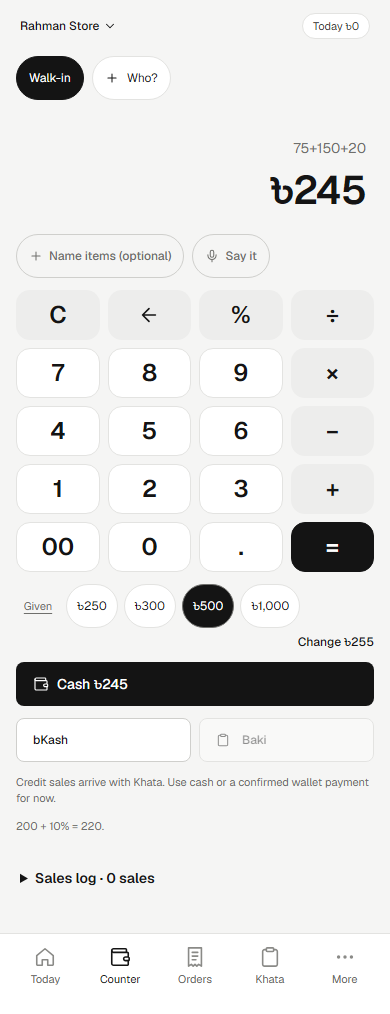 Rahman Store
Today ৳0
Walk-in
+ Who?
75+150+20
৳245
+ Name items (optional)
Say it
C ← % ÷
7 8 9 ×
4 5 6 −
1 2 3 +
00 0 . =
Given ৳250 ৳300 ৳500 ৳1,000
Change ৳255
Cash ৳245
bKash
Baki
Credit sales arrive with Khata. Use cash or a confirmed wallet payment
for now.
200 + 10% = 220.
Sales log · 0 sales
Today Counter Orders Khata More